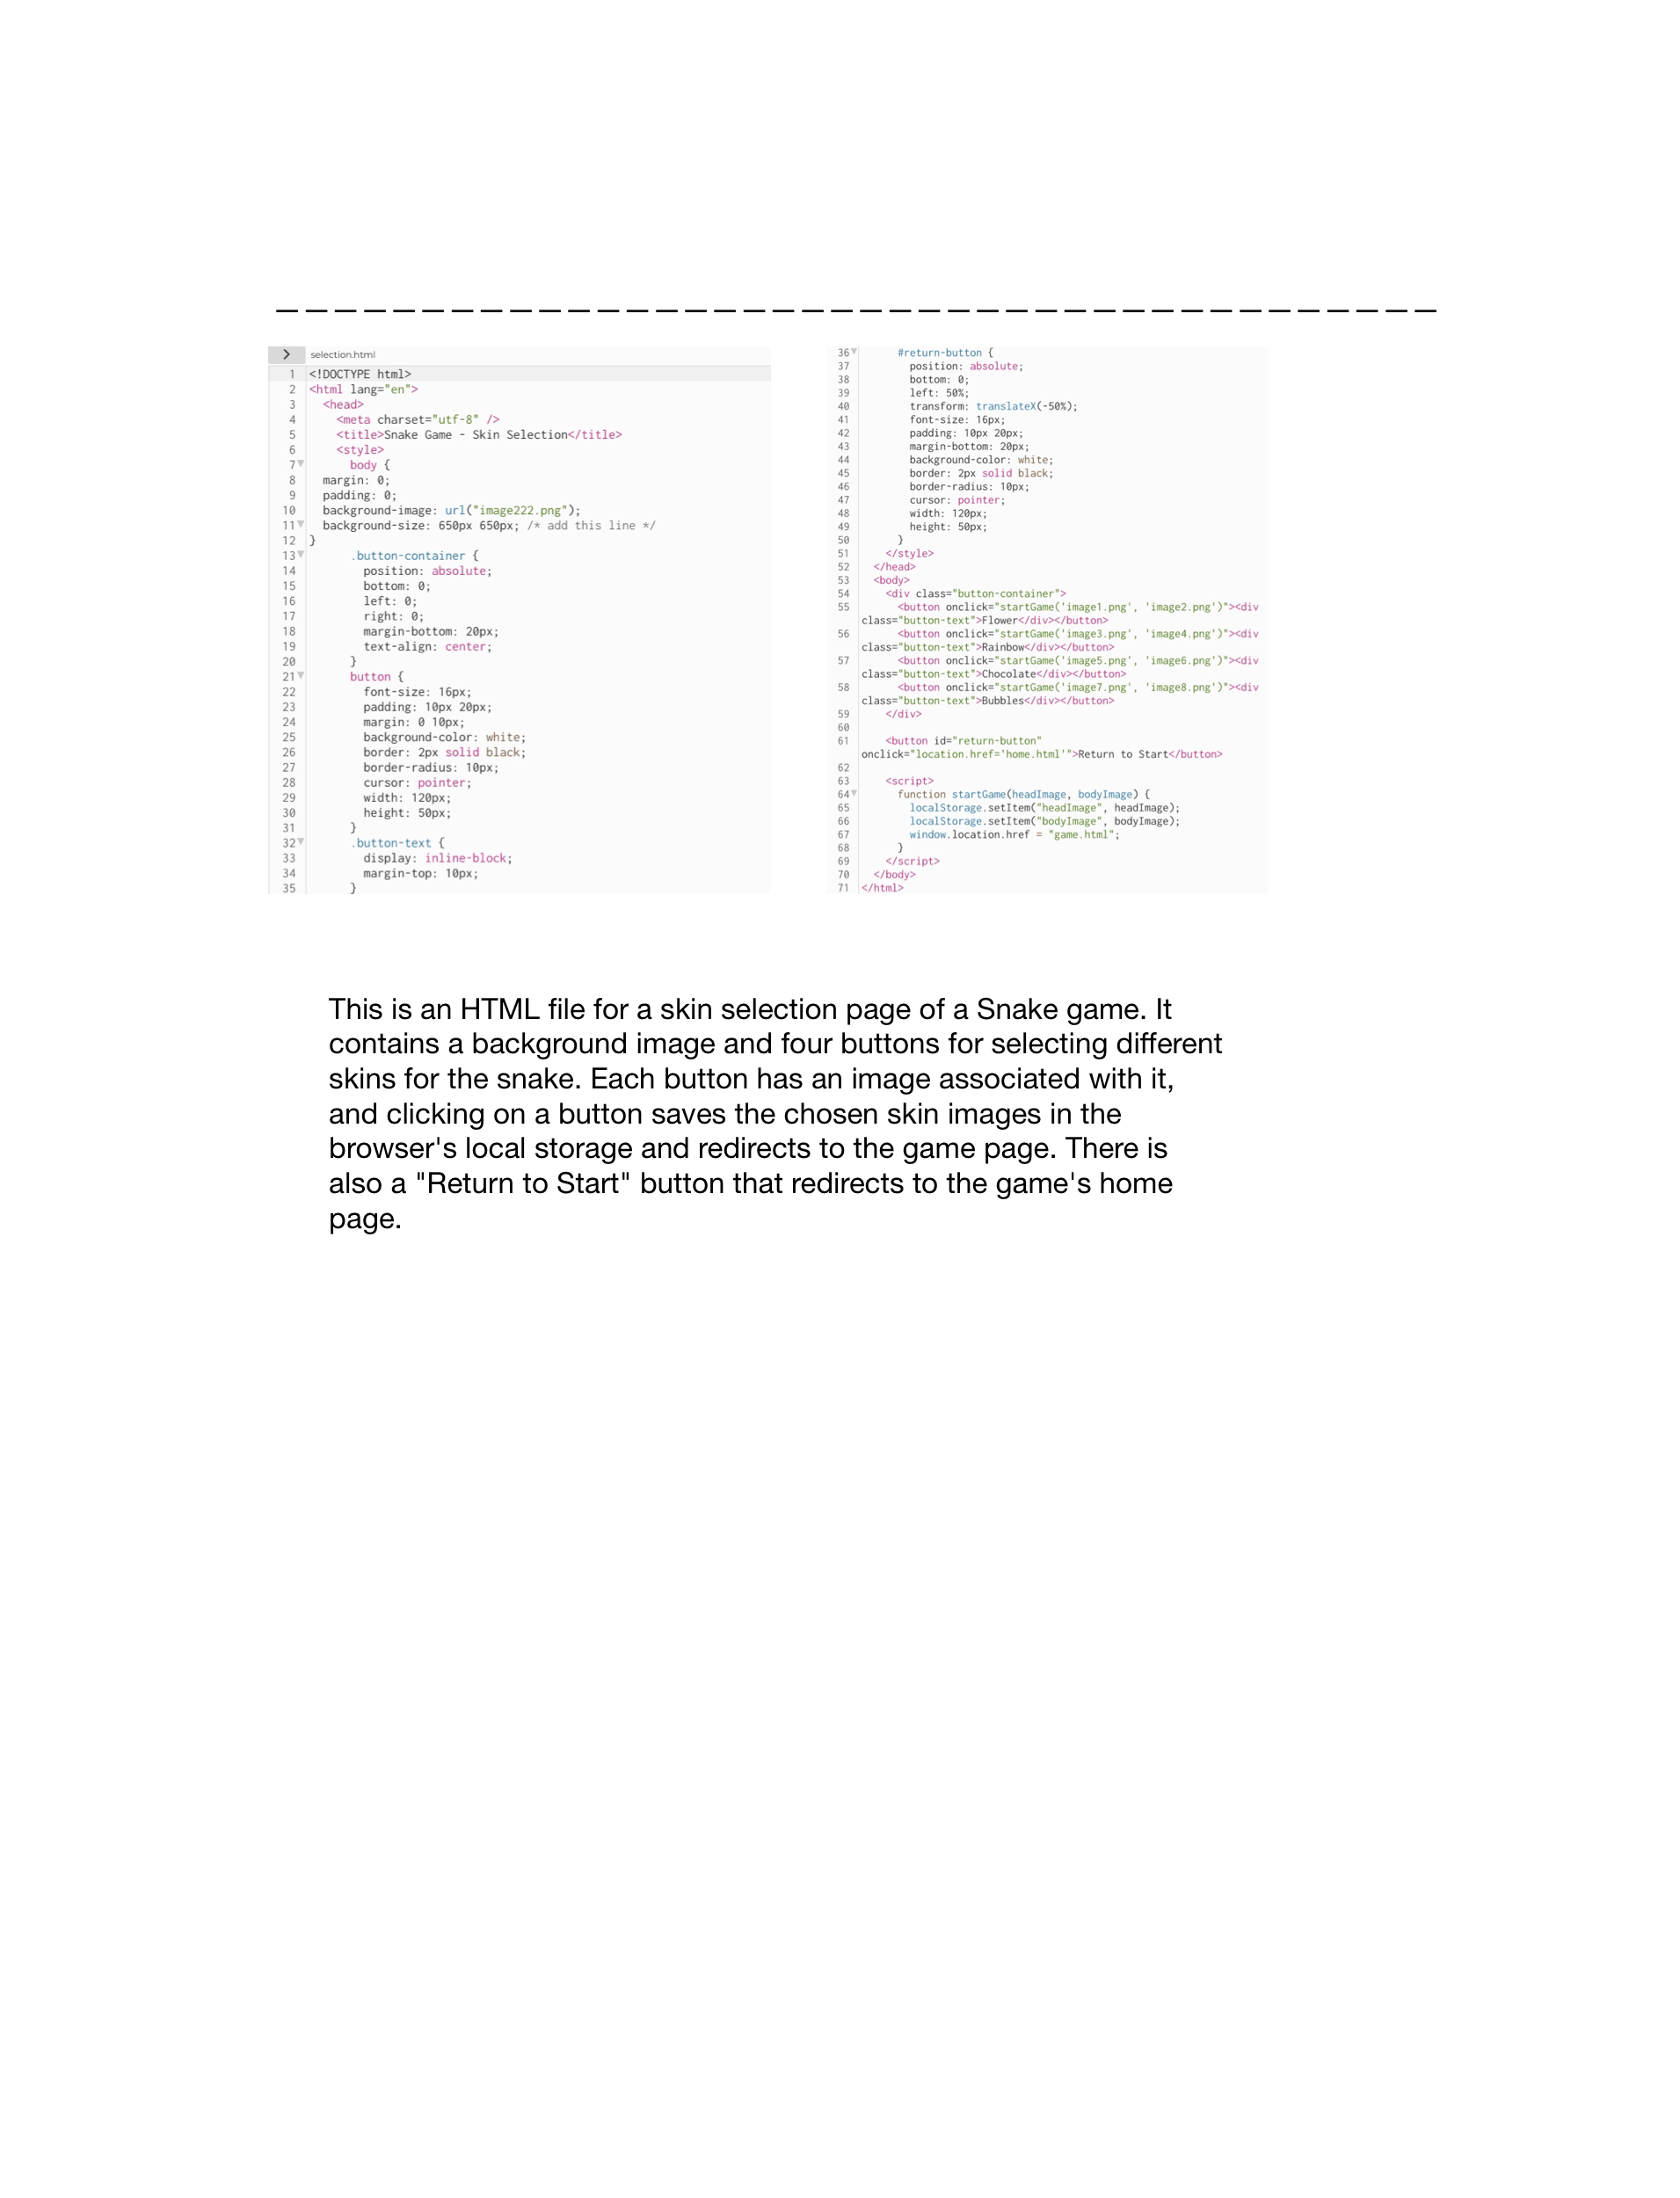 selection.html
1 <!DOCTYPE html>
2 <html lang="en">
3 <head>
4 <meta charset="utf-8" />
5 <title>Snake Game - Skin Selection</title>
6 <style>
7 body {
8 margin: 0;
9 padding: 0;
10 background-image: url("image222.png");
11 background-size: 650px 650px; /* add this line */
12 }
13 .button-container {
14 position: absolute;
15 bottom: 0;
16 left: 0;
17 right: 0;
18 margin-bottom: 20px;
19 text-align: center;
20 }
21 button {
22 font-size: 16px;
23 padding: 10px 20px;
24 margin: 0 10px;
25 background-color: white;
26 border: 2px solid black;
27 border-radius: 10px;
28 cursor: pointer;
29 width: 120px;
30 height: 50px;
31 }
32 .button-text {
33 display: inline-block;
34 margin-top: 10px;
35 }
36 #return-button {
37 position: absolute;
38 bottom: 0;
39 left: 50%;
40 transform: translateX(-50%);
41 font-size: 16px;
42 padding: 10px 20px;
43 margin-bottom: 20px;
44 background-color: white;
45 border: 2px solid black;
46 border-radius: 10px;
47 cursor: pointer;
48 width: 120px;
49 height: 50px;
50 }
51 </style>
52 </head>
53 <body>
54 <div class="button-container">
55 <button onclick="startGame('image1.png', 'image2.png')"><div
class="button-text">Flower</div></button>
56 <button onclick="startGame('image3.png', 'image4.png')"><div
class="button-text">Rainbow</div></button>
57 <button onclick="startGame('image5.png', 'image6.png')"><div
class="button-text">Chocolate</div></button>
58 <button onclick="startGame('image7.png', 'image8.png')"><div
class="button-text">Bubbles</div></button>
59 </div>
60
61 <button id="return-button"
onclick="location.href='home.html'">Return to Start</button>
62
63 <script>
64 function startGame(headImage, bodyImage) {
65 localStorage.setItem("headImage", headImage);
66 localStorage.setItem("bodyImage", bodyImage);
67 window.location.href = "game.html";
68 }
69 </script>
70 </body>
71 </html>
This is an HTML file for a skin selection page of a Snake game. It
contains a background image and four buttons for selecting different
skins for the snake. Each button has an image associated with it,
and clicking on a button saves the chosen skin images in the
browser's local storage and redirects to the game page. There is
also a "Return to Start" button that redirects to the game's home
page.